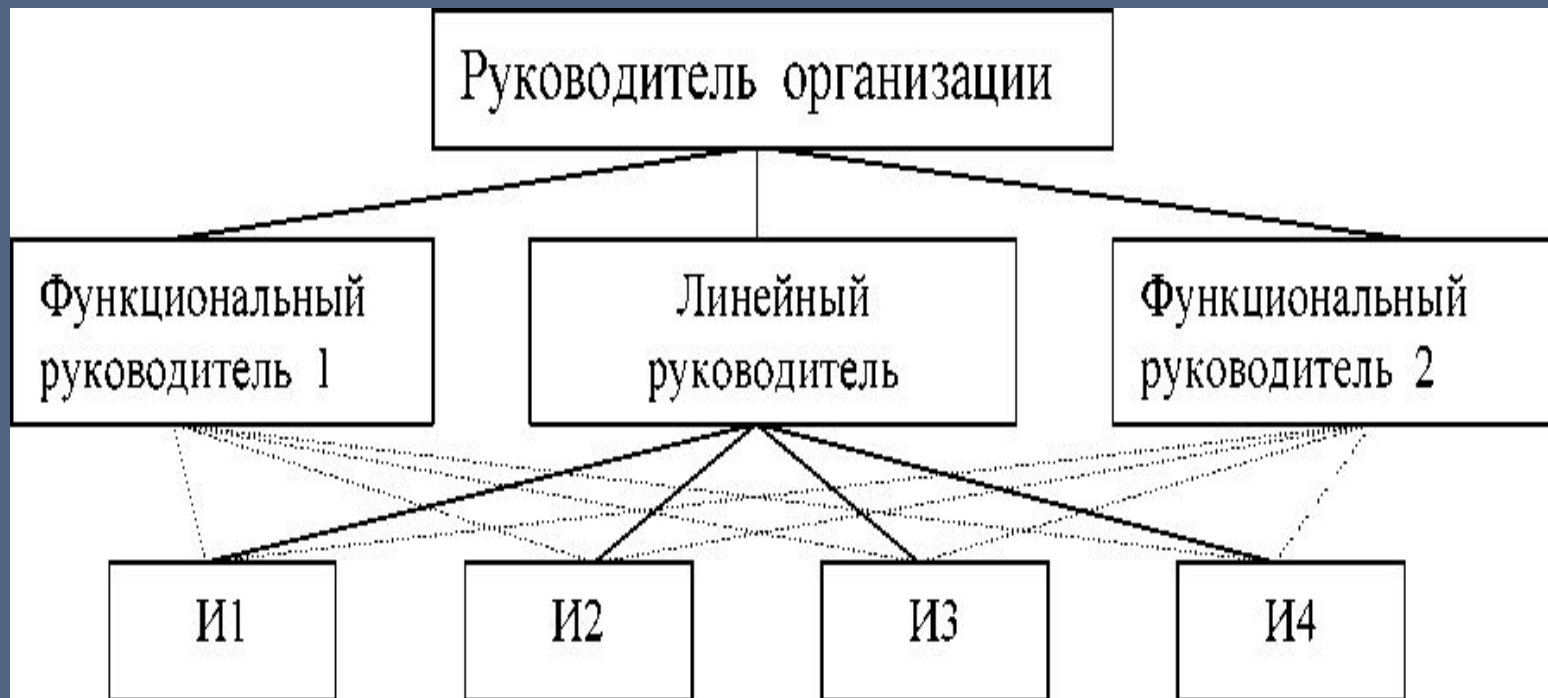 Руководитель организации
Функциональный
руководитель 1
Линейный
руководитель
Функциональный
руководитель 2
И1
И2
И3
И4